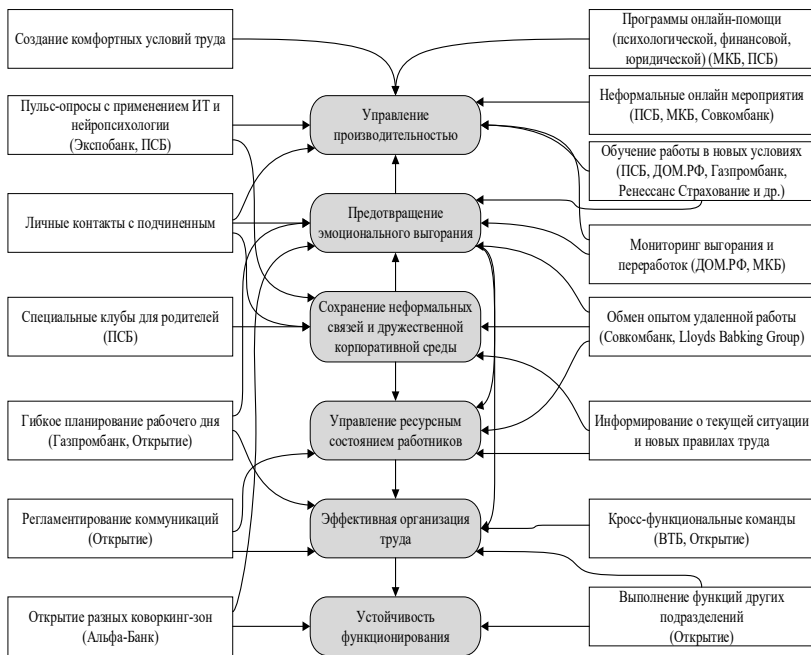 Создание комфортных условий труда
Пульс-опросы с применением ИТ и
нейропсихологии
(Экспобанк, ПСБ)
Личные контакты с подчиненным
Специальные клубы для родителей
(ПСБ)
Гибкое планирование рабочего дня
(Газпромбанк, Открытие)
Регламентирование коммуникаций
(Открытие)
Открытие разных коворкинг-зон
(Альфа-Банк)
Управление
производительностью
Предотвращение
эмоционального выгорания
Сохранение неформальных
связей и дружественной
корпоративной среды
Управление ресурсным
состоянием работников
Эффективная организация
труда
Устойчивость
функционирования
Программы онлайн-помощи
(психологической, финансовой,
юридической) (МКБ, ПСБ)
Неформальные онлайн мероприятия
(ПСБ, МКБ, Совкомбанк)
Обучение работы в новых условиях
(ПСБ, ДОМ.РФ, Газпромбанк,
Ренессанс Страхование и др.)
Мониторинг выгорания и
переработок (ДОМ.РФ, МКБ)
Обмен опытом удаленной работы
(Совкомбанк, Lloyds Babking Group)
Информирование о текущей ситуации
и новых правилах труда
Кросс-функциональные команды
(ВТБ, Открытие)
Выполнение функций других
подразделений
(Открытие)